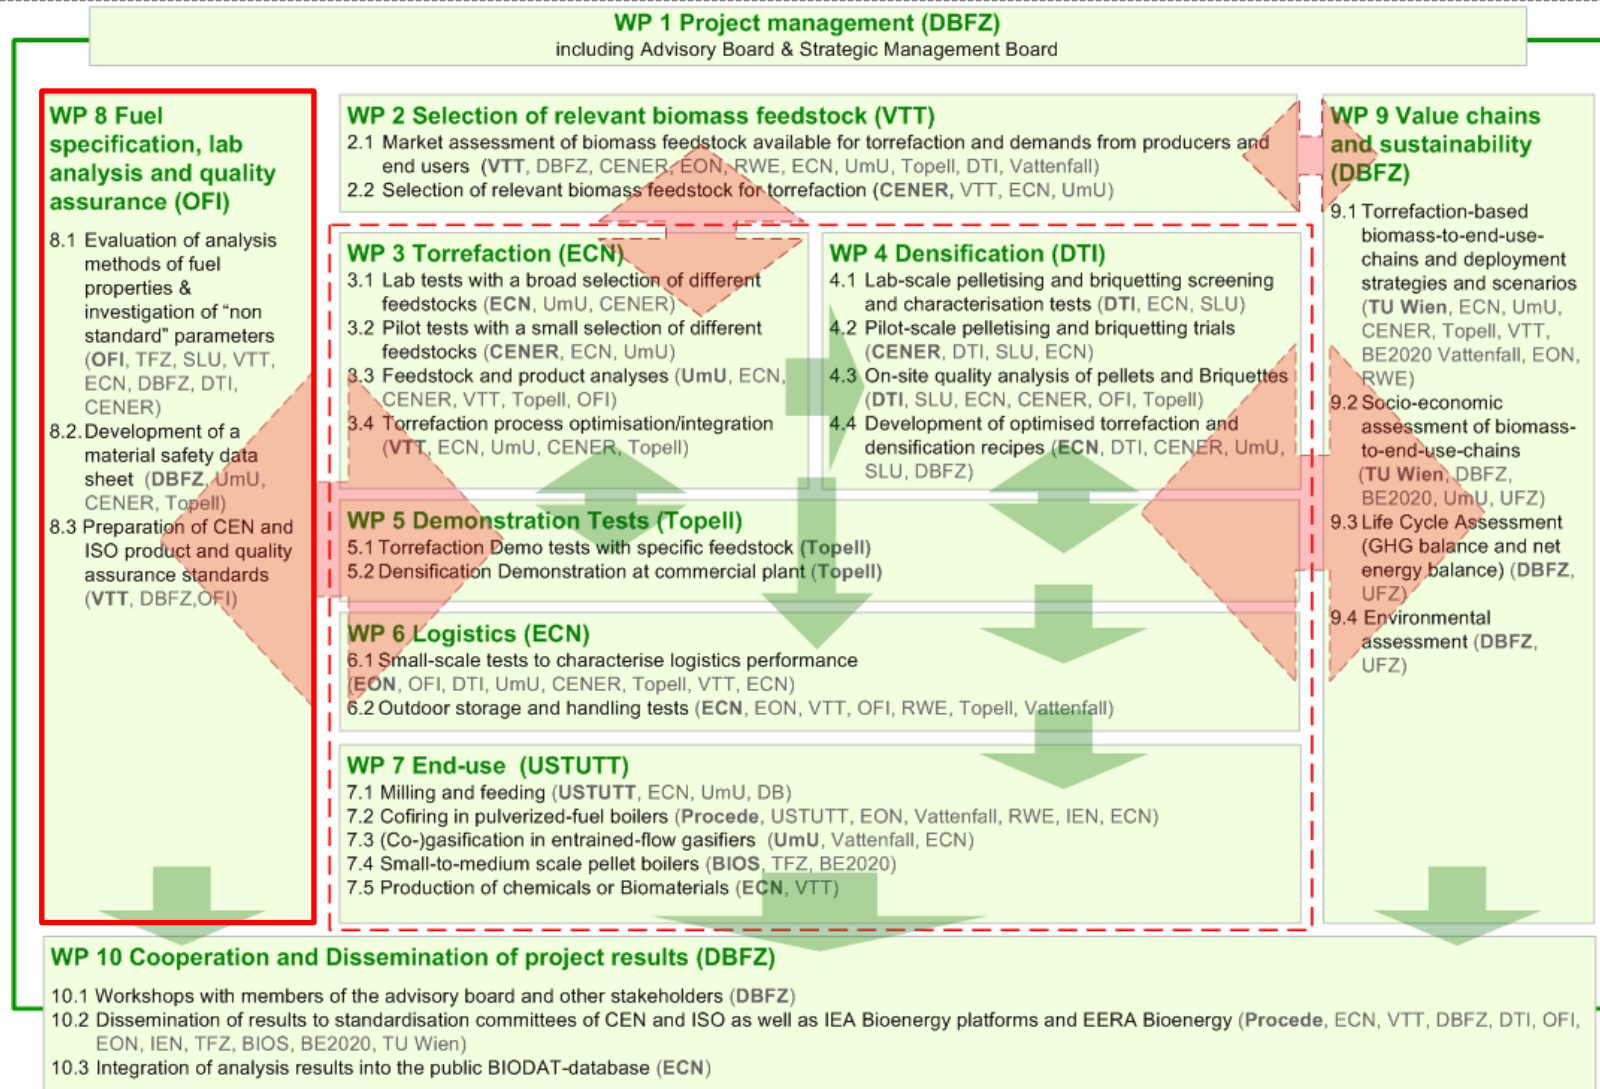 WP 1 Project management (DBFZ)
including Advisory Board & Strategic Management Board
WP 8 Fuel
specification, lab
analysis and quality
assurance (OFI)
8.1 Evaluation of analysis
methods of fuel
properties &
investigation of “non
standard” parameters
(OFI, TFZ, SLU, VTT,
ECN, DBFZ, DTI,
CENER)
8.2.Development of a
material safety data
sheet (DBFZ, UmU,
CENER, Topell)
8.3 Preparation of CEN and
ISO product and quality
assurance standards
(VTT, DBFZ,OFI)
WP 2 Selection of relevant biomass feedstock (VTT)
2.1 Market assessment of biomass feedstock available for torrefaction and demands from producers and
end users (VTT, DBFZ, CENER, EON, RWE, ECN, UmU, Topell, DTI, Vattenfall)
2.2 Selection of relevant biomass feedstock for torrefaction (CENER, VTT, ECN, UmU)
WP 3 Torrefaction (ECN)
3.1 Lab tests with a broad selection of different
feedstocks (ECN, UmU, CENER)
3.2 Pilot tests with a small selection of different
feedstocks (CENER, ECN, UmU)
3.3 Feedstock and product analyses (UmU, ECN,
CENER, VTT, Topell, OFI)
3.4 Torrefaction process optimisation/integration
(VTT, ECN, UmU, CENER, Topell)
WP 4 Densification (DTI)
4.1 Lab-scale pelletising and briquetting screening
and characterisation tests (DTI, ECN, SLU)
4.2 Pilot-scale pelletising and briquetting trials
(CENER, DTI, SLU, ECN)
4.3 On-site quality analysis of pellets and Briquettes
(DTI, SLU, ECN, CENER, OFI, Topell)
4.4 Development of optimised torrefaction and
densification recipes (ECN, DTI, CENER, UmU,
SLU, DBFZ)
WP 5 Demonstration Tests (Topell)
5.1 Torrefaction Demo tests with specific feedstock (Topell)
5.2 Densification Demonstration at commercial plant (Topell)
WP 6 Logistics (ECN)
6.1 Small-scale tests to characterise logistics performance
(EON, OFI, DTI, UmU, CENER, Topell, VTT, ECN)
6.2 Outdoor storage and handling tests (ECN, EON, VTT, OFI, RWE, Topell, Vattenfall)
WP 7 End-use (USTUTT)
7.1 Milling and feeding (USTUTT, ECN, UmU, DB)
7.2 Cofiring in pulverized-fuel boilers (Procede, USTUTT, EON, Vattenfall, RWE, IEN, ECN)
7.3 (Co-)gasification in entrained-flow gasifiers (UmU, Vattenfall, ECN)
7.4 Small-to-medium scale pellet boilers (BIOS, TFZ, BE2020)
7.5 Production of chemicals or Biomaterials (ECN, VTT)
WP 9 Value chains
and sustainability
(DBFZ)
9.1 Torrefaction-based
biomass-to-end-use-
chains and deployment
strategies and scenarios
(TU Wien, ECN, UmU,
CENER, Topell, VTT,
BE2020 Vattenfall, EON,
RWE)
9.2 Socio-economic
assessment of biomass-
to-end-use-chains
(TU Wien, DBFZ,
BE2020, UmU, UFZ)
9.3 Life Cycle Assessment
(GHG balance and net
energy balance) (DBFZ,
UFZ)
9.4 Environmental
assessment (DBFZ,
UFZ)
WP 10 Cooperation and Dissemination of project results (DBFZ)
10.1 Workshops with members of the advisory board and other stakeholders (DBFZ)
10.2 Dissemination of results to standardisation committees of CEN and ISO as well as IEA Bioenergy platforms and EERA Bioenergy (Procede, ECN, VTT, DBFZ, DTI, OFI,
EON, IEN, TFZ, BIOS, BE2020, TU Wien)
10.3 Integration of analysis results into the public BIODAT-database (ECN)